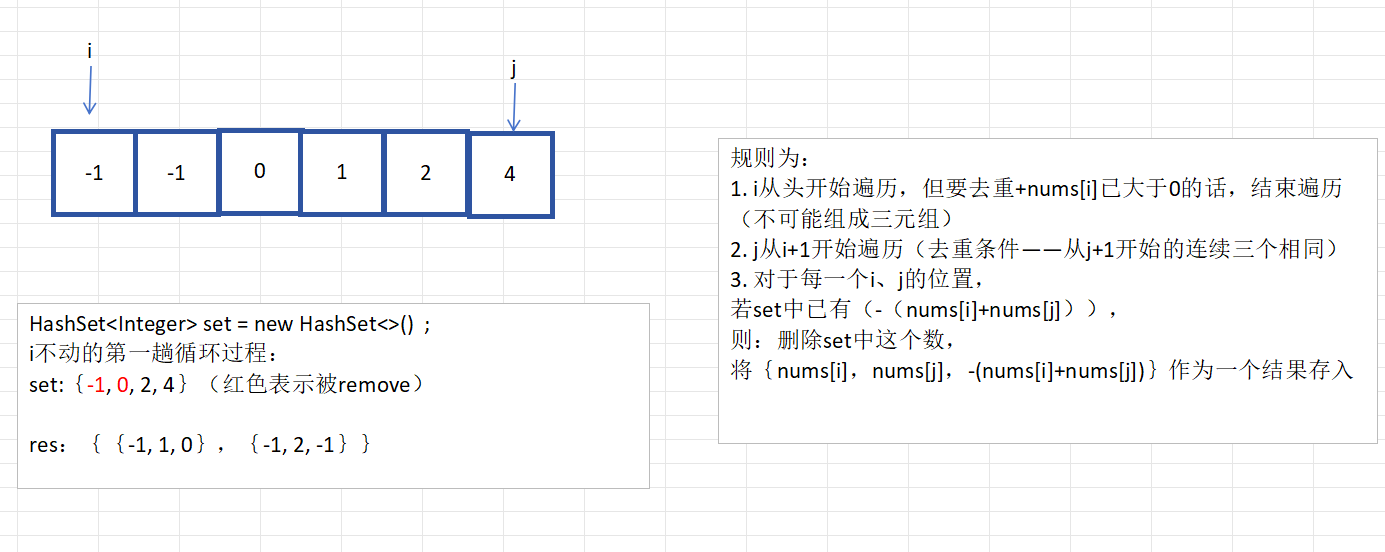 i
j
-1 -1 0 1 2 4
HashSet<Integer> set = new HashSet<>() ;
i不动的第一趟循环过程：
set:｛-1, 0, 2, 4｝（红色表示被remove）
res：｛｛-1, 1, 0｝，｛-1, 2, -1｝｝
规则为：
1. i从头开始遍历，但要去重+nums[i]已大于0的话，结束遍历
（不可能组成三元组）
2. j从i+1开始遍历（去重条件——从j+1开始的连续三个相同）
3. 对于每一个i、j的位置，
若set中已有（-（nums[i]+nums[j]）），
则：删除set中这个数，
将｛nums[i]，nums[j]，-(nums[i]+nums[j])｝作为一个结果存入